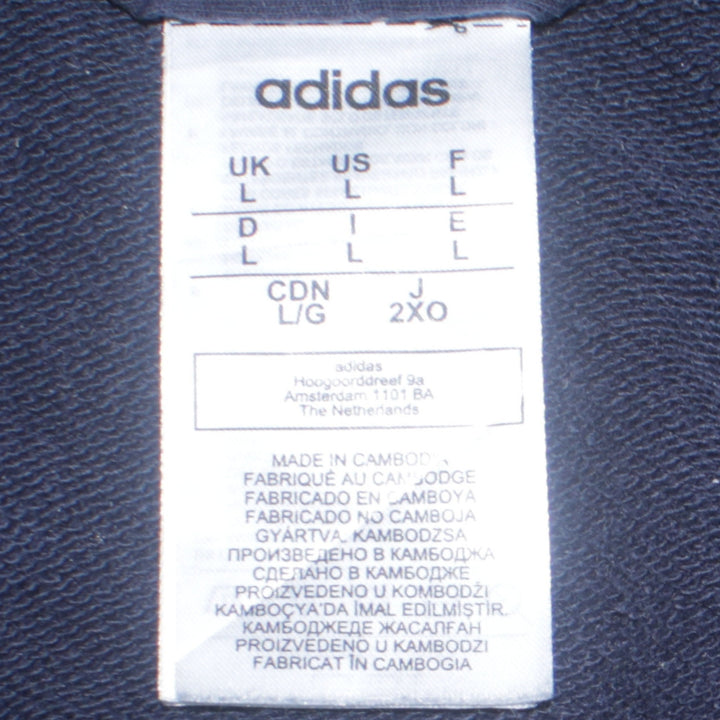 adidas
UK US F
L L L
D I E
L L L
CDN J
L/G 2XO
adidas
Hoogoorddreef 9a
Amsterdam 1101 BA
The Netherlands
MADE IN CAMBODIA
FABRIQUÉ AU CAMBODGE
FABRICADO EN CAMBOYA
FABRICADO NO CAMBOJA
GYÁRTVA, KAMBODZSA
ПРОИЗВЕДЕНО В КАМБОДЖА
СДЕЛАНО В КАМБОДЖЕ
PROIZVEDENO U KOMBODŽI
KAMBOÇYA'DA İMAL EDİLMİŞTİR.
КАМБОДЖЕДЕ ЖАСАЛҒАН
PROIZVEDENO U KAMBODZI
FABRICAT ÎN CAMBOGIA